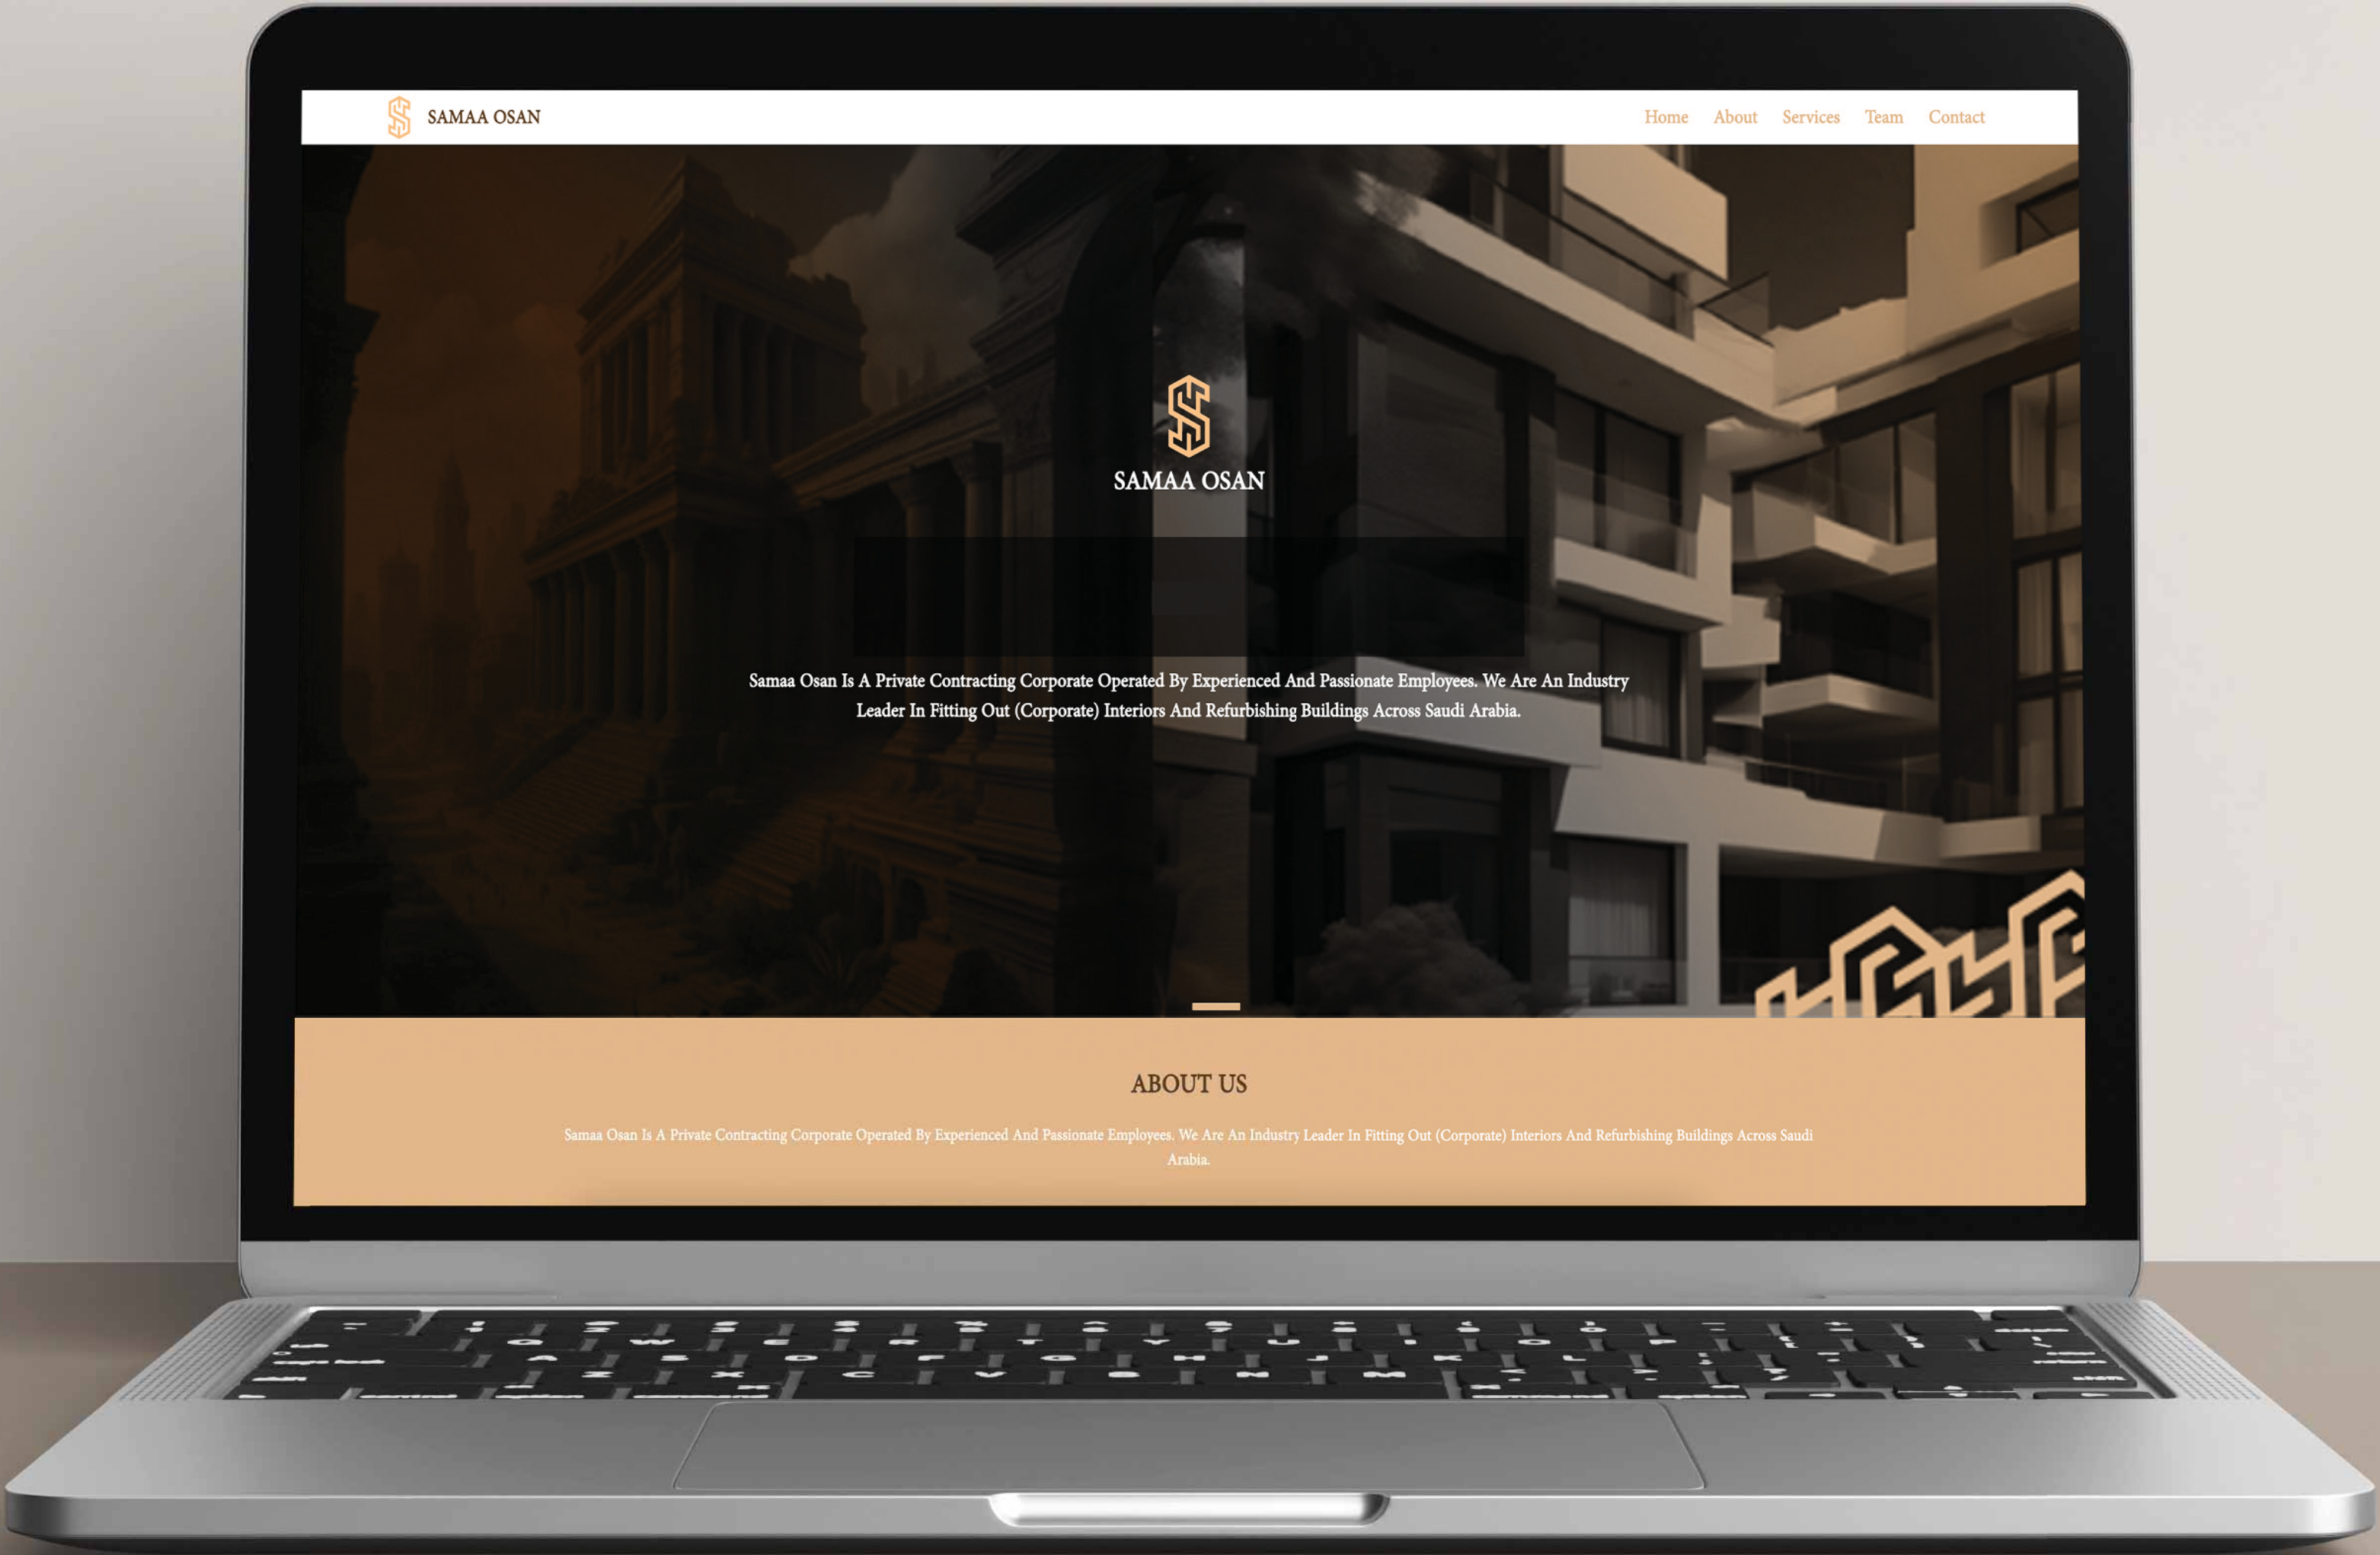 SAMAA OSAN
Home About Services Team Contact
SAMAA OSAN
Samaa Osan Is A Private Contracting Corporate Operated By Experienced And Passionate Employees. We Are An Industry
Leader In Fitting Out (Corporate) Interiors And Refurbishing Buildings Across Saudi Arabia.
ABOUT US
Samaa Osan Is A Private Contracting Corporate Operated By Experienced And Passionate Employees. We Are An Industry Leader In Fitting Out (Corporate) Interiors And Refurbishing Buildings Across Saudi
Arabia.
Q W E R T Y U I O P
A S D F G H J K L
Z X C V B N M